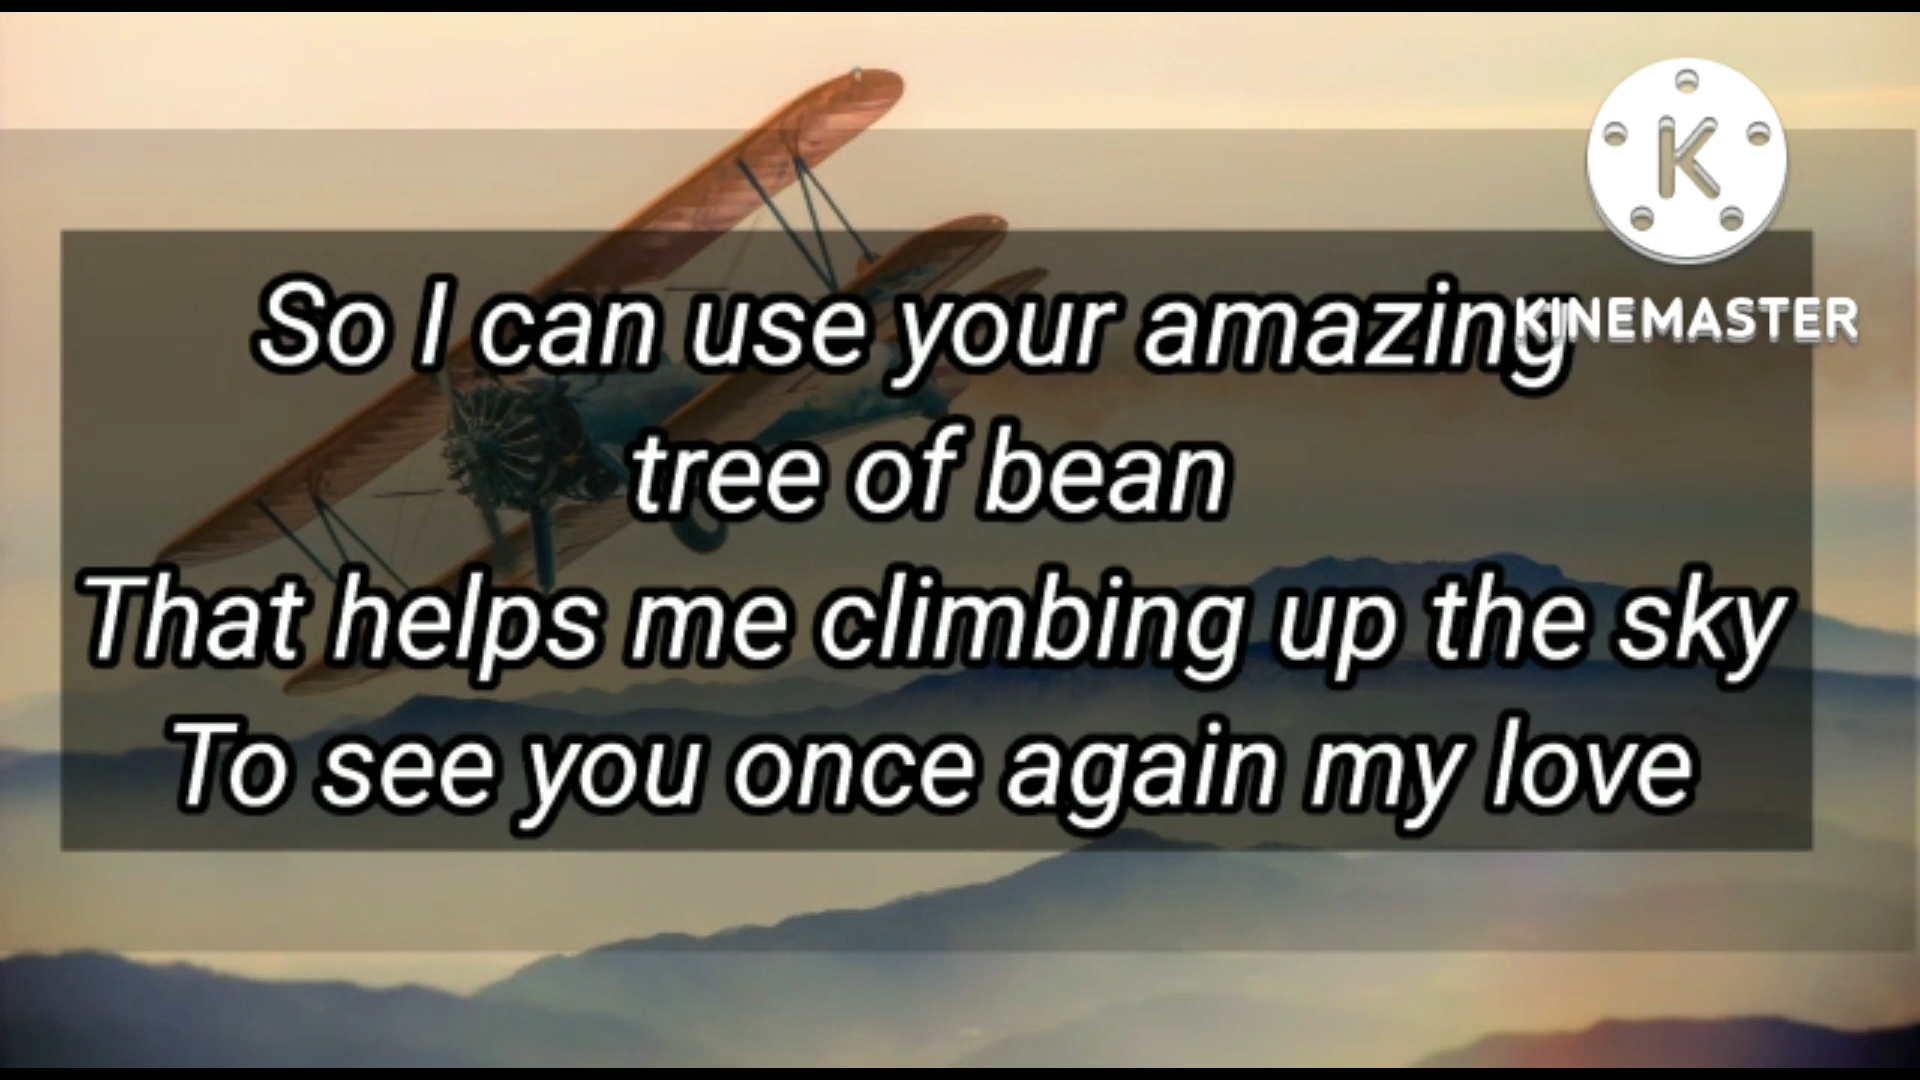 So I can use your amazing
tree of bean
That helps me climbing up the sky
To see you once again my love
K
KINEMASTER